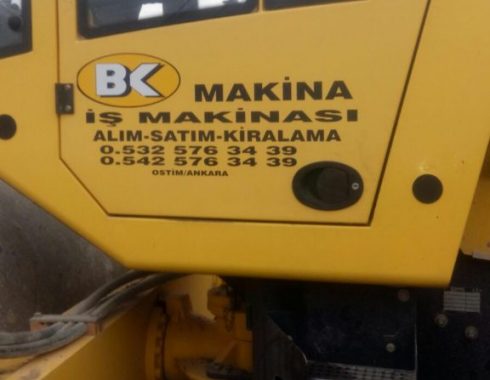 BK MAKİNA
İŞ MAKİNASI
ALIM-SATIM-KİRALAMA
0.532 576 34 39
0.542 576 34 39
OSTİM/ANKARA